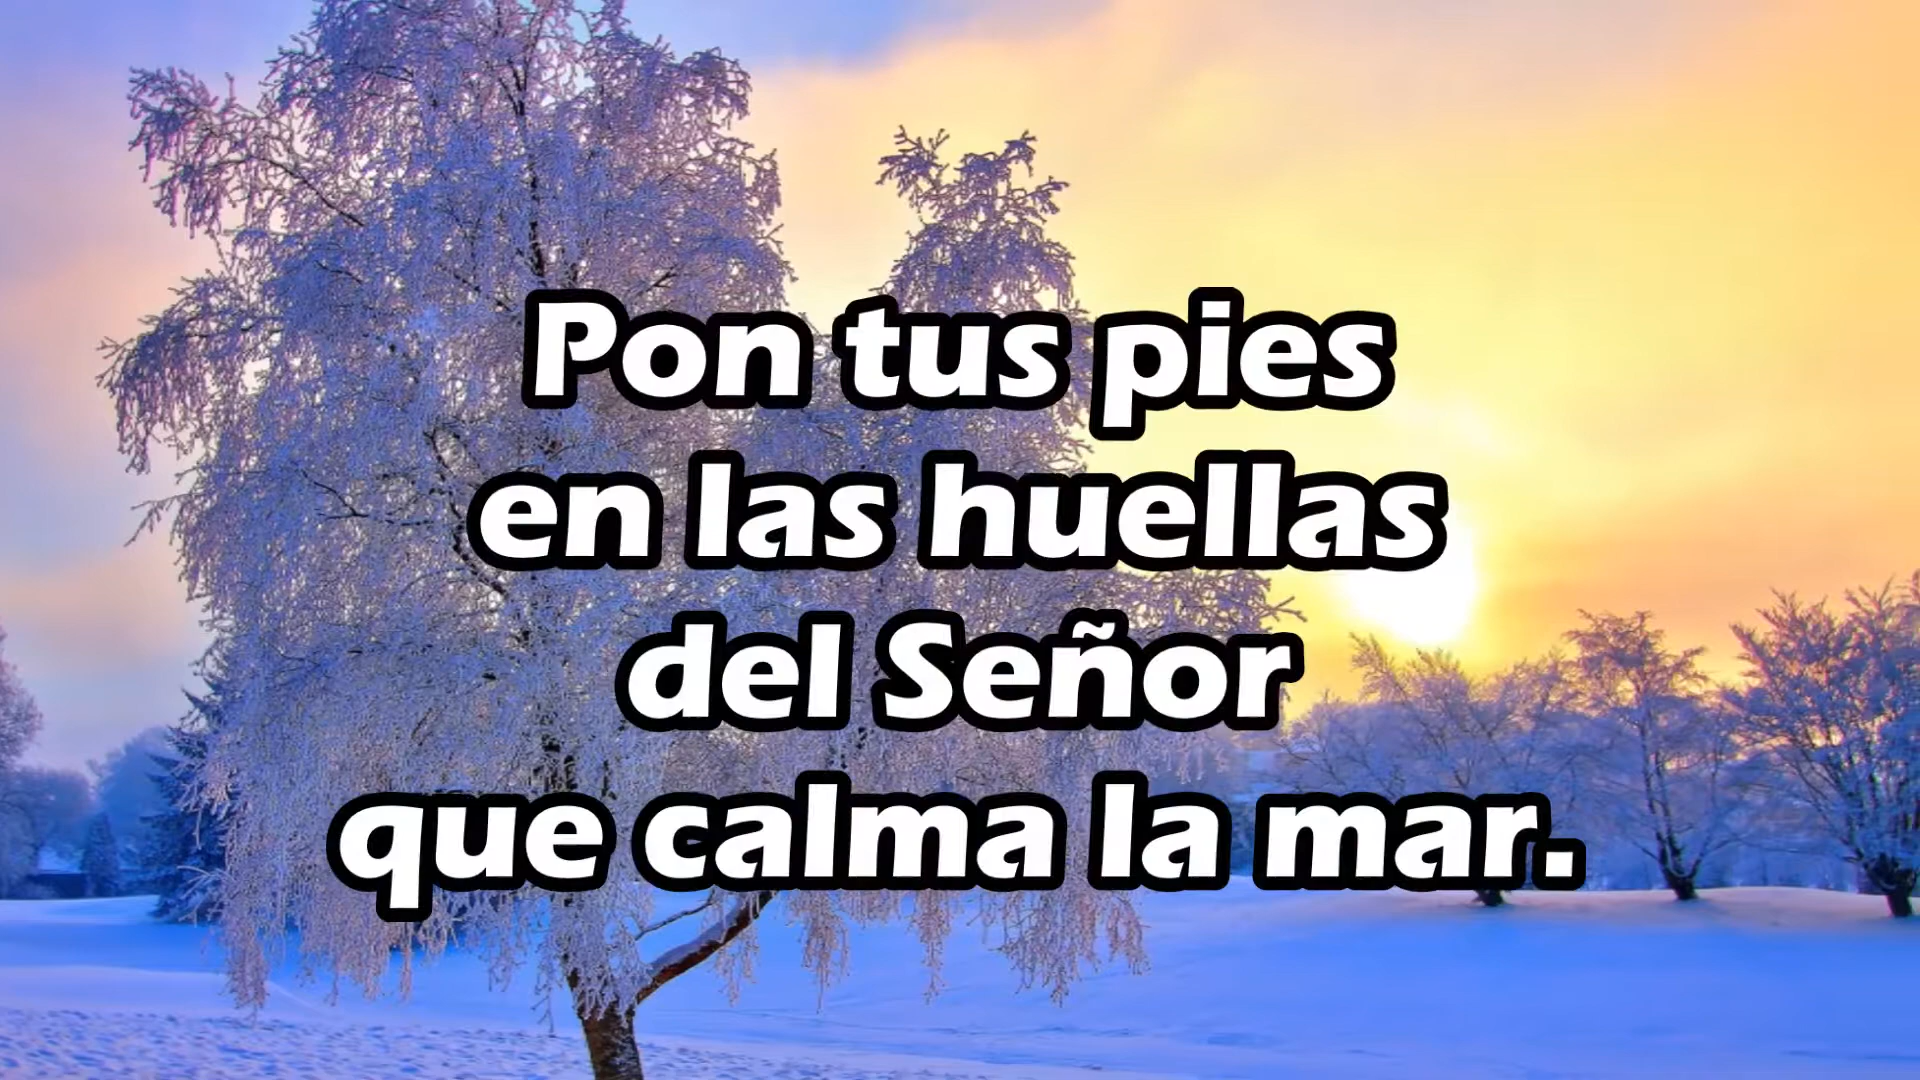 Pon tus pies
en las huellas
del Señor
que calma la mar.